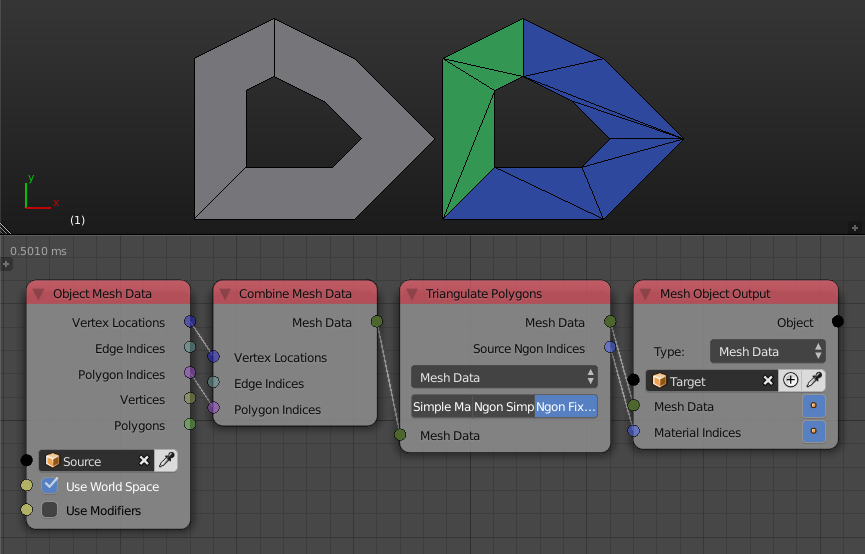 y
x
(1)
0.5010 ms
Object Mesh Data
Vertex Locations
Edge Indices
Polygon Indices
Vertices
Polygons
Source
Use World Space
Use Modifiers
Combine Mesh Data
Mesh Data
Vertex Locations
Edge Indices
Polygon Indices
Triangulate Polygons
Mesh Data
Source Ngon Indices
Mesh Data
Simple Ma Ngon Simp Ngon Fix...
Mesh Data
Mesh Object Output
Object
Type: Mesh Data
Target
Mesh Data
Material Indices